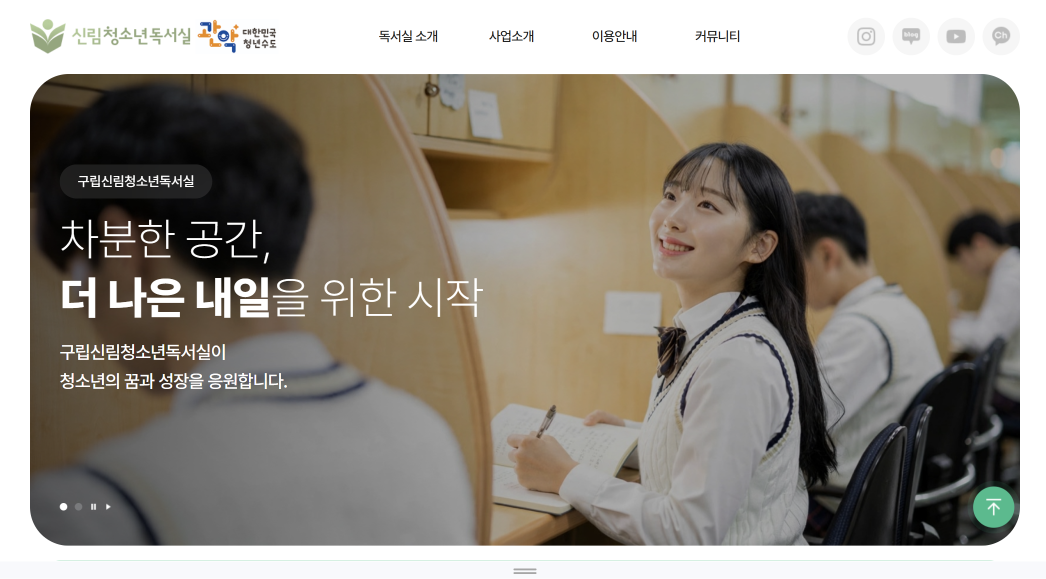 신림청소년독서실 관악 대한민국 청년수도
독서실 소개 사업소개 이용안내 커뮤니티
blog
Ch
구립신림청소년독서실
차분한 공간,
더 나은 내일을 위한 시작
구립신림청소년독서실이
청소년의 꿈과 성장을 응원합니다.